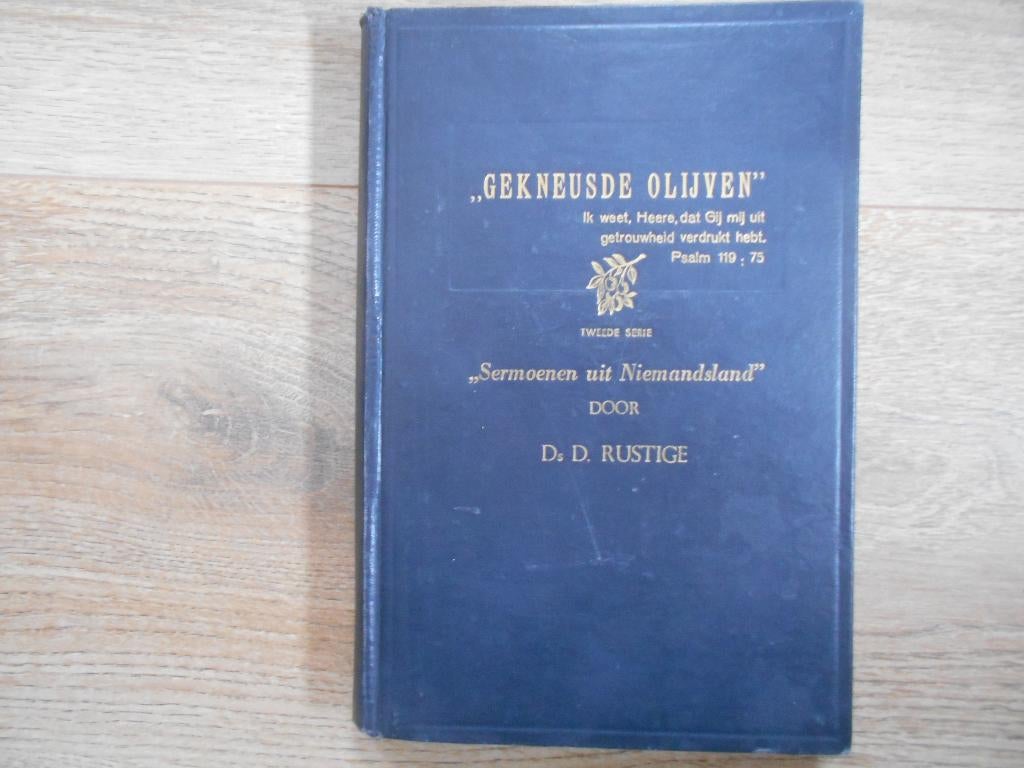 „GEKNEUSDE OLIJVEN”
Ik weet, Heere, dat Gij mij uit
getrouwheid verdrukt hebt.
Psalm 119 : 75
TWEEDE SERIE
„Sermoenen uit Niemandsland”
DOOR
Ds D. RUSTIGE